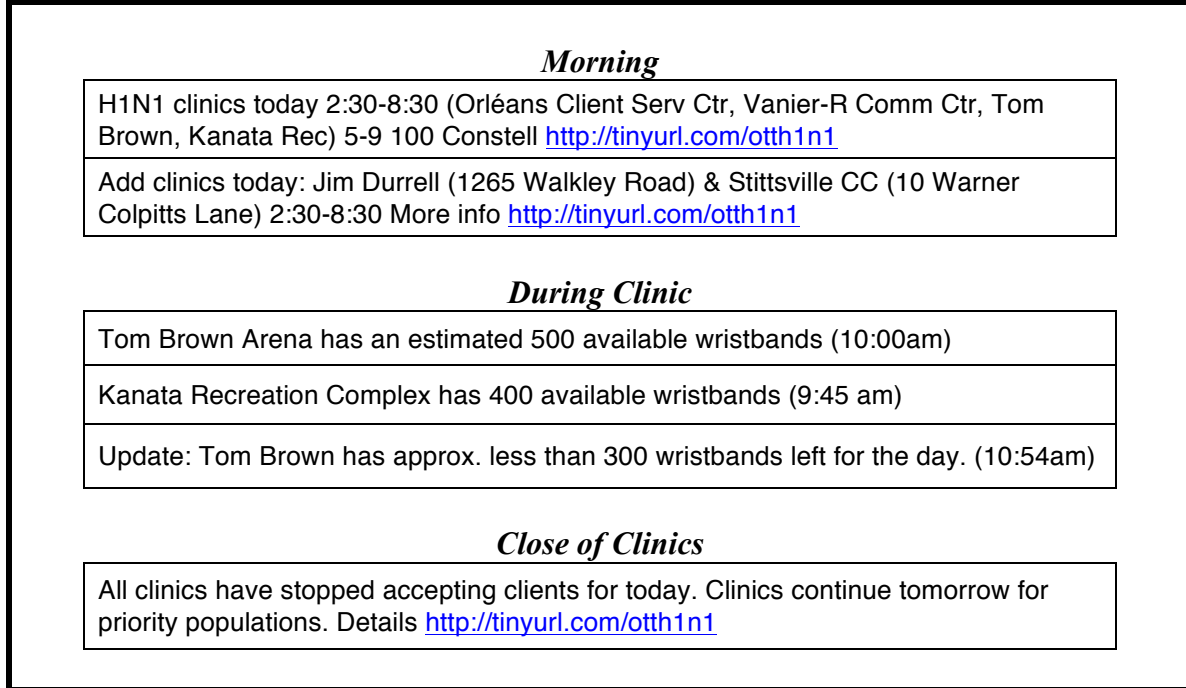 Morning
H1N1 clinics today 2:30-8:30 (Orléans Client Serv Ctr, Vanier-R Comm Ctr, Tom
Brown, Kanata Rec) 5-9 100 Constell http://tinyurl.com/otth1n1
Add clinics today: Jim Durrell (1265 Walkley Road) & Stittsville CC (10 Warner
Colpitts Lane) 2:30-8:30 More info http://tinyurl.com/otth1n1
During Clinic
Tom Brown Arena has an estimated 500 available wristbands (10:00am)
Kanata Recreation Complex has 400 available wristbands (9:45 am)
Update: Tom Brown has approx. less than 300 wristbands left for the day. (10:54am)
Close of Clinics
All clinics have stopped accepting clients for today. Clinics continue tomorrow for
priority populations. Details http://tinyurl.com/otth1n1